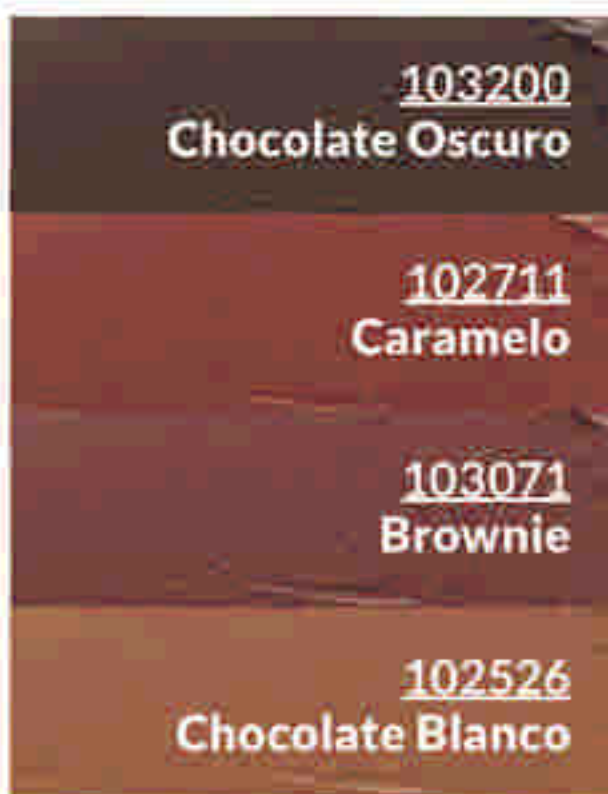 103200
Chocolate Oscuro
102711
Caramelo
103071
Brownie
102526
Chocolate Blanco